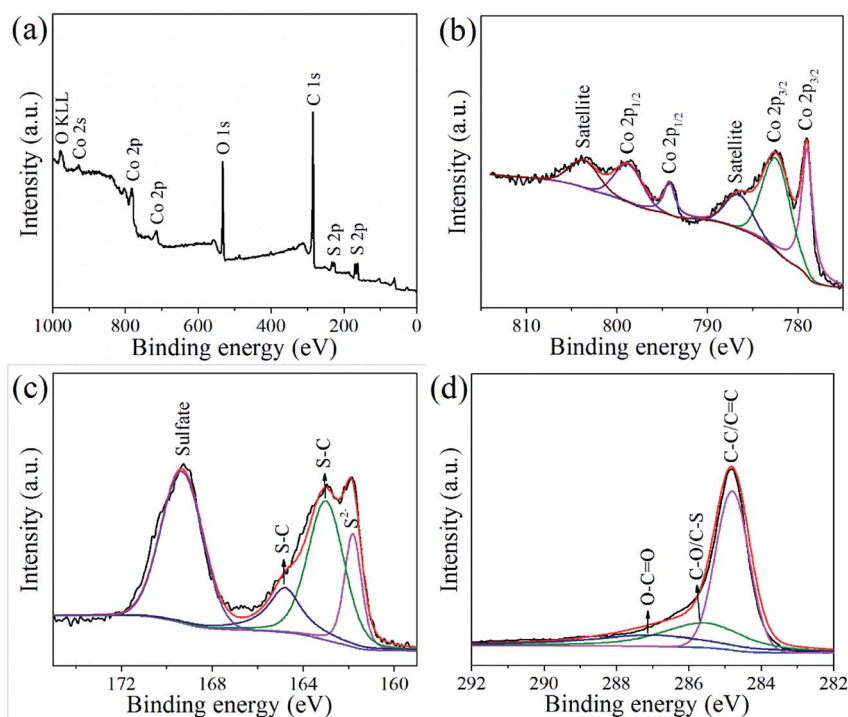 (a)
Intensity (a.u.)
O KLL
Co 2s
Co 2p
Co 2p
O 1s
C 1s
S 2p
S 2p
1000 800 600 400 200 0
Binding energy (eV)
(b)
Intensity (a.u.)
Satellite
Co 2p1/2
Co 2p1/2
Satellite
Co 2p3/2
Co 2p3/2
810 800 790 780
Binding energy (eV)
(c)
Intensity (a.u.)
Sulfate
S-C
S-C
S2-
172 168 164 160
Binding energy (eV)
(d)
Intensity (a.u.)
O-C=O
C-O/C-S
C-C/C=C
292 290 288 286 284 282
Binding energy (eV)